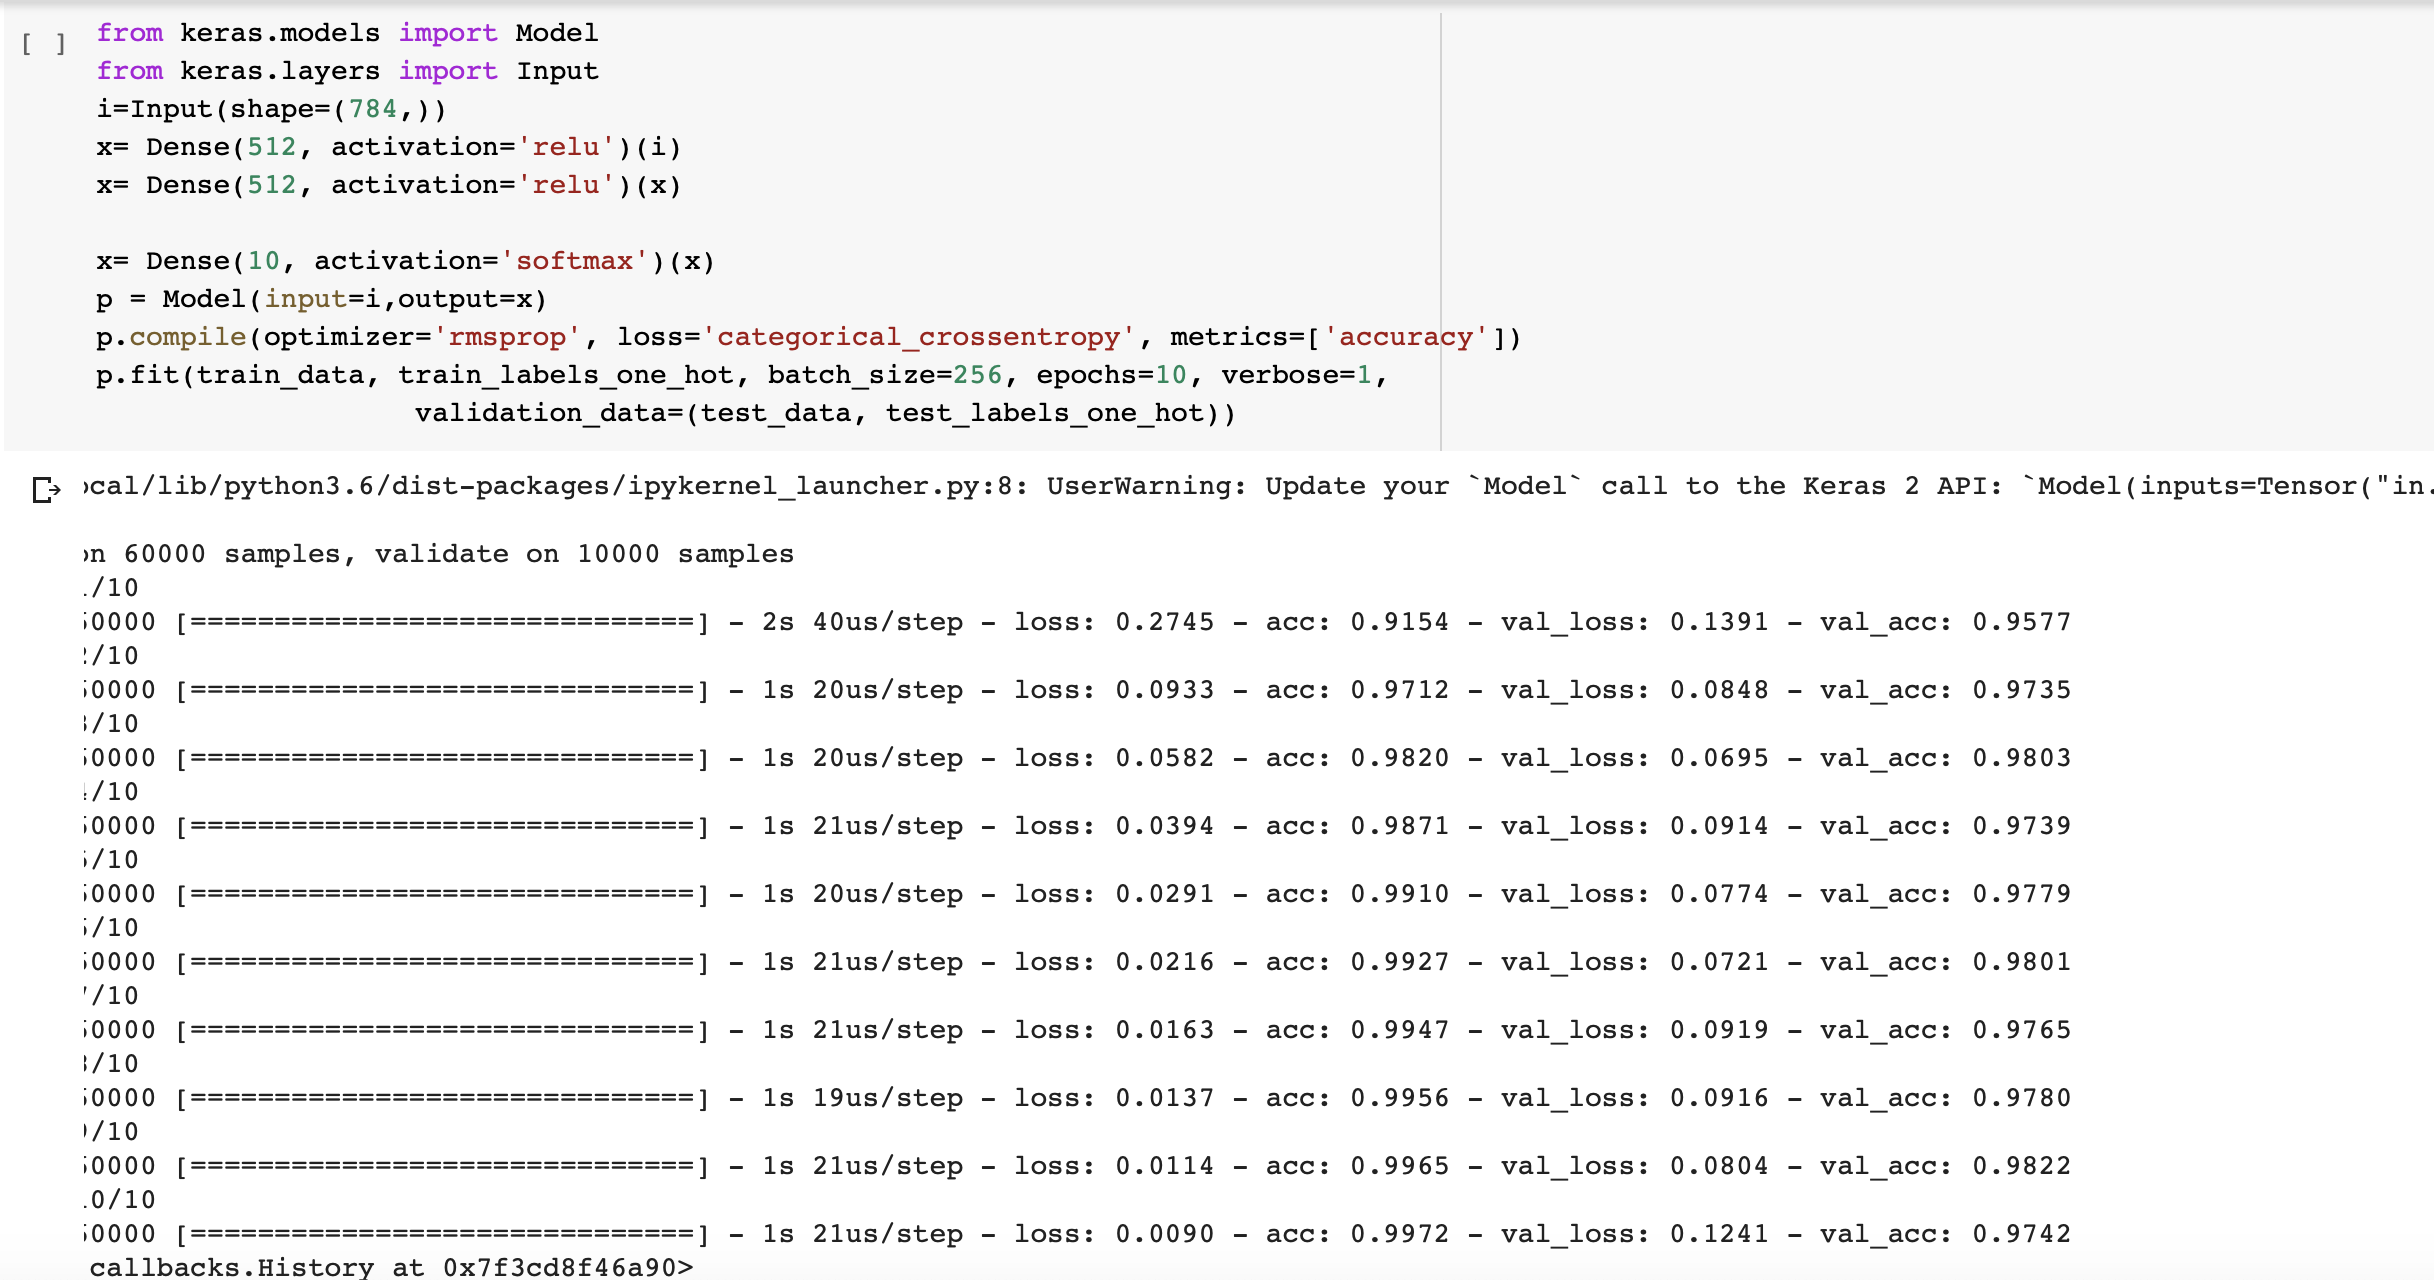 [ ]
from keras.models import Model
from keras.layers import Input
i=Input(shape=(784,))
x= Dense(512, activation='relu')(i)
x= Dense(512, activation='relu')(x)
x= Dense(10, activation='softmax')(x)
p = Model(input=i,output=x)
p.compile(optimizer='rmsprop', loss='categorical_crossentropy', metrics=['accuracy'])
p.fit(train_data, train_labels_one_hot, batch_size=256, epochs=10, verbose=1,
validation_data=(test_data, test_labels_one_hot))
ocal/lib/python3.6/dist-packages/ipykernel_launcher.py:8: UserWarning: Update your `Model` call to the Keras 2 API: `Model(inputs=Tensor("in
on 60000 samples, validate on 10000 samples
/10
0000 [==============================] - 2s 40us/step - loss: 0.2745 - acc: 0.9154 - val_loss: 0.1391 - val_acc: 0.9577
/10
0000 [==============================] - 1s 20us/step - loss: 0.0933 - acc: 0.9712 - val_loss: 0.0848 - val_acc: 0.9735
/10
0000 [==============================] - 1s 20us/step - loss: 0.0582 - acc: 0.9820 - val_loss: 0.0695 - val_acc: 0.9803
/10
0000 [==============================] - 1s 21us/step - loss: 0.0394 - acc: 0.9871 - val_loss: 0.0914 - val_acc: 0.9739
/10
0000 [==============================] - 1s 20us/step - loss: 0.0291 - acc: 0.9910 - val_loss: 0.0774 - val_acc: 0.9779
/10
0000 [==============================] - 1s 21us/step - loss: 0.0216 - acc: 0.9927 - val_loss: 0.0721 - val_acc: 0.9801
/10
0000 [==============================] - 1s 21us/step - loss: 0.0163 - acc: 0.9947 - val_loss: 0.0919 - val_acc: 0.9765
/10
0000 [==============================] - 1s 19us/step - loss: 0.0137 - acc: 0.9956 - val_loss: 0.0916 - val_acc: 0.9780
/10
0000 [==============================] - 1s 21us/step - loss: 0.0114 - acc: 0.9965 - val_loss: 0.0804 - val_acc: 0.9822
0/10
0000 [==============================] - 1s 21us/step - loss: 0.0090 - acc: 0.9972 - val_loss: 0.1241 - val_acc: 0.9742
callbacks.History at 0x7f3cd8f46a90>